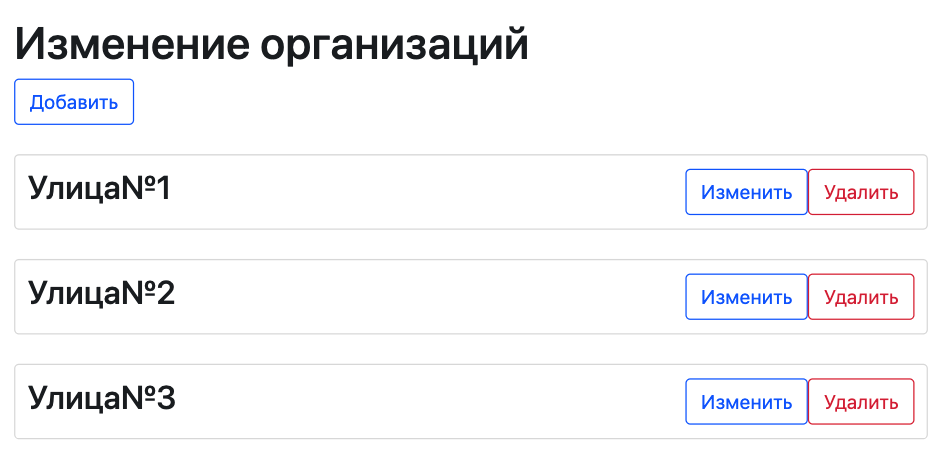 Изменение организаций
Добавить
Улица№1 Изменить Удалить
Улица№2 Изменить Удалить
Улица№3 Изменить Удалить